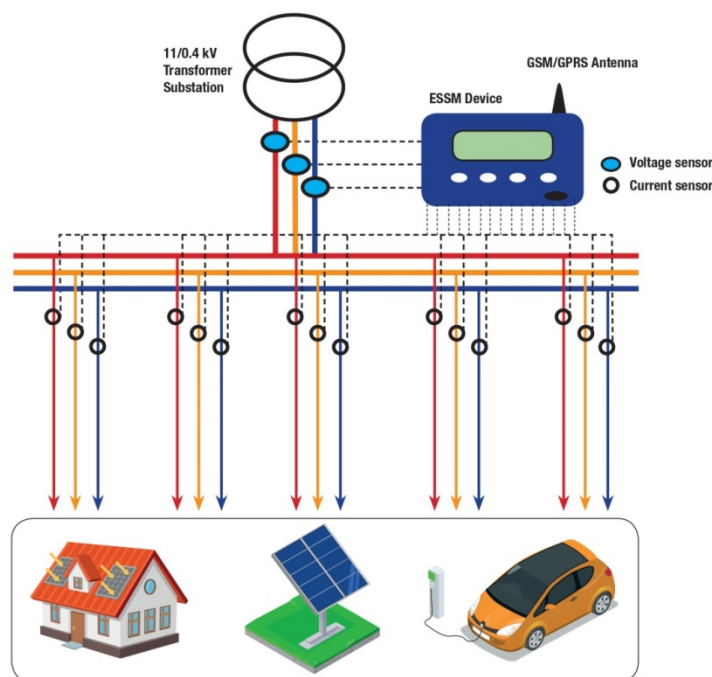 11/0.4 kV
Transformer
Substation
GSM/GPRS Antenna
ESSM Device
Voltage sensor
Current sensor